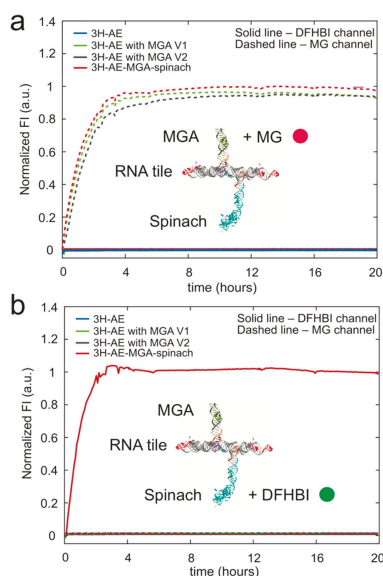 a
3H-AE
3H-AE with MGA V1
3H-AE with MGA V2
3H-AE-MGA-spinach
Solid line – DFHBI channel
Dashed line – MG channel
Normalized FI (a.u.)
1.4
1.2
1
0.8
0.6
0.4
0.2
0
MGA + MG
RNA tile
Spinach
0 4 8 12 16 20
time (hours)
b
3H-AE
3H-AE with MGA V1
3H-AE with MGA V2
3H-AE-MGA-spinach
Solid line – DFHBI channel
Dashed line – MG channel
Normalized FI (a.u.)
1.4
1.2
1
0.8
0.6
0.4
0.2
0
MGA
RNA tile
Spinach + DFHBI
0 4 8 12 16 20
time (hours)